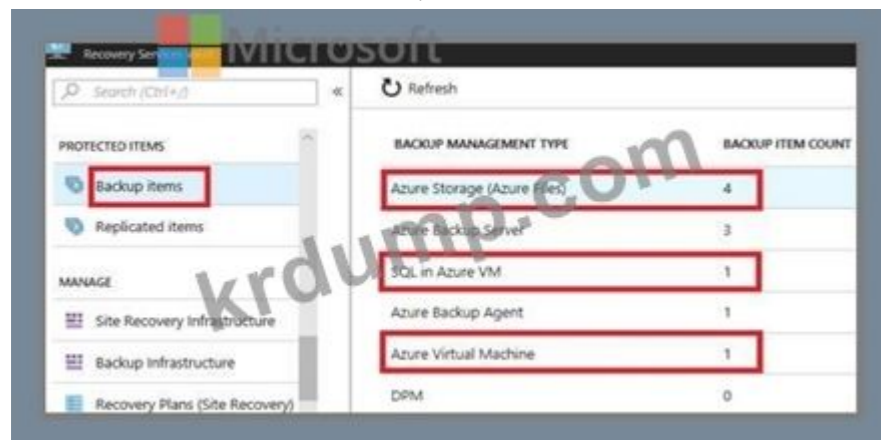 Microsoft
Recovery Services
Search (Ctrl+/)
«
Refresh
PROTECTED ITEMS
Backup items
Replicated items
MANAGE
Site Recovery Infrastructure
Backup Infrastructure
Recovery Plans (Site Recovery)
BACKUP MANAGEMENT TYPE BACKUP ITEM COUNT
Azure Storage (Azure Files) 4
Azure Backup Server 3
SQL in Azure VM 1
Azure Backup Agent 1
Azure Virtual Machine 1
DPM 0
krdump.com